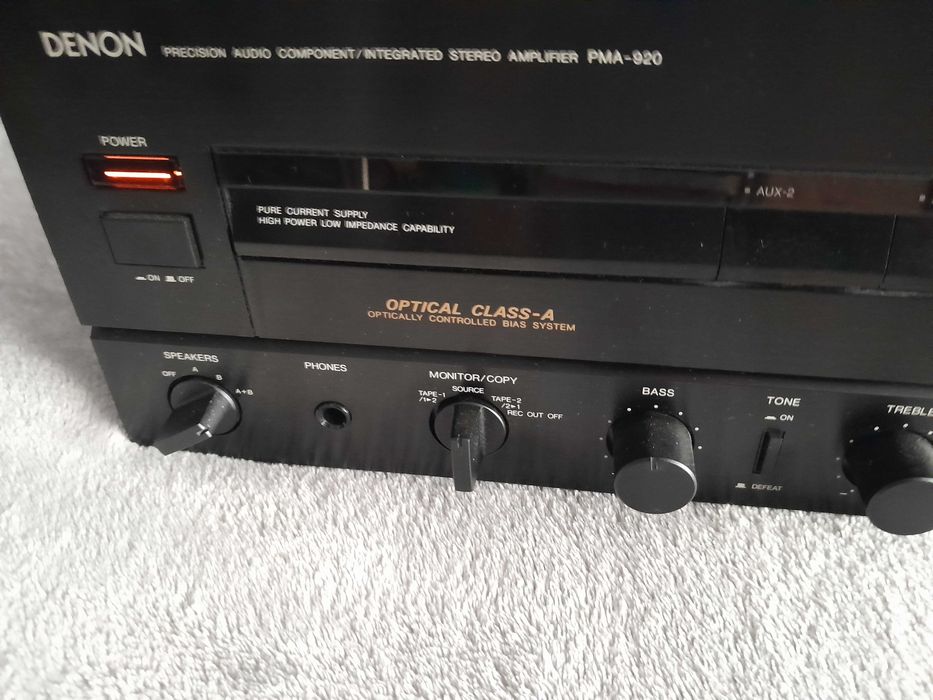 DENON PRECISION AUDIO COMPONENT/INTEGRATED STEREO AMPLIFIER PMA-920
POWER
AUX-2
PURE CURRENT SUPPLY
HIGH POWER LOW IMPEDANCE CAPABILITY
ON OFF
OPTICAL CLASS-A
OPTICALLY CONTROLLED BIAS SYSTEM
SPEAKERS
OFF A B A+B
PHONES
MONITOR/COPY
SOURCE
TAPE-1
/1▸2
TAPE-2
/2▸1
REC OUT OFF
BASS
TONE
ON
DEFEAT
TREBLE